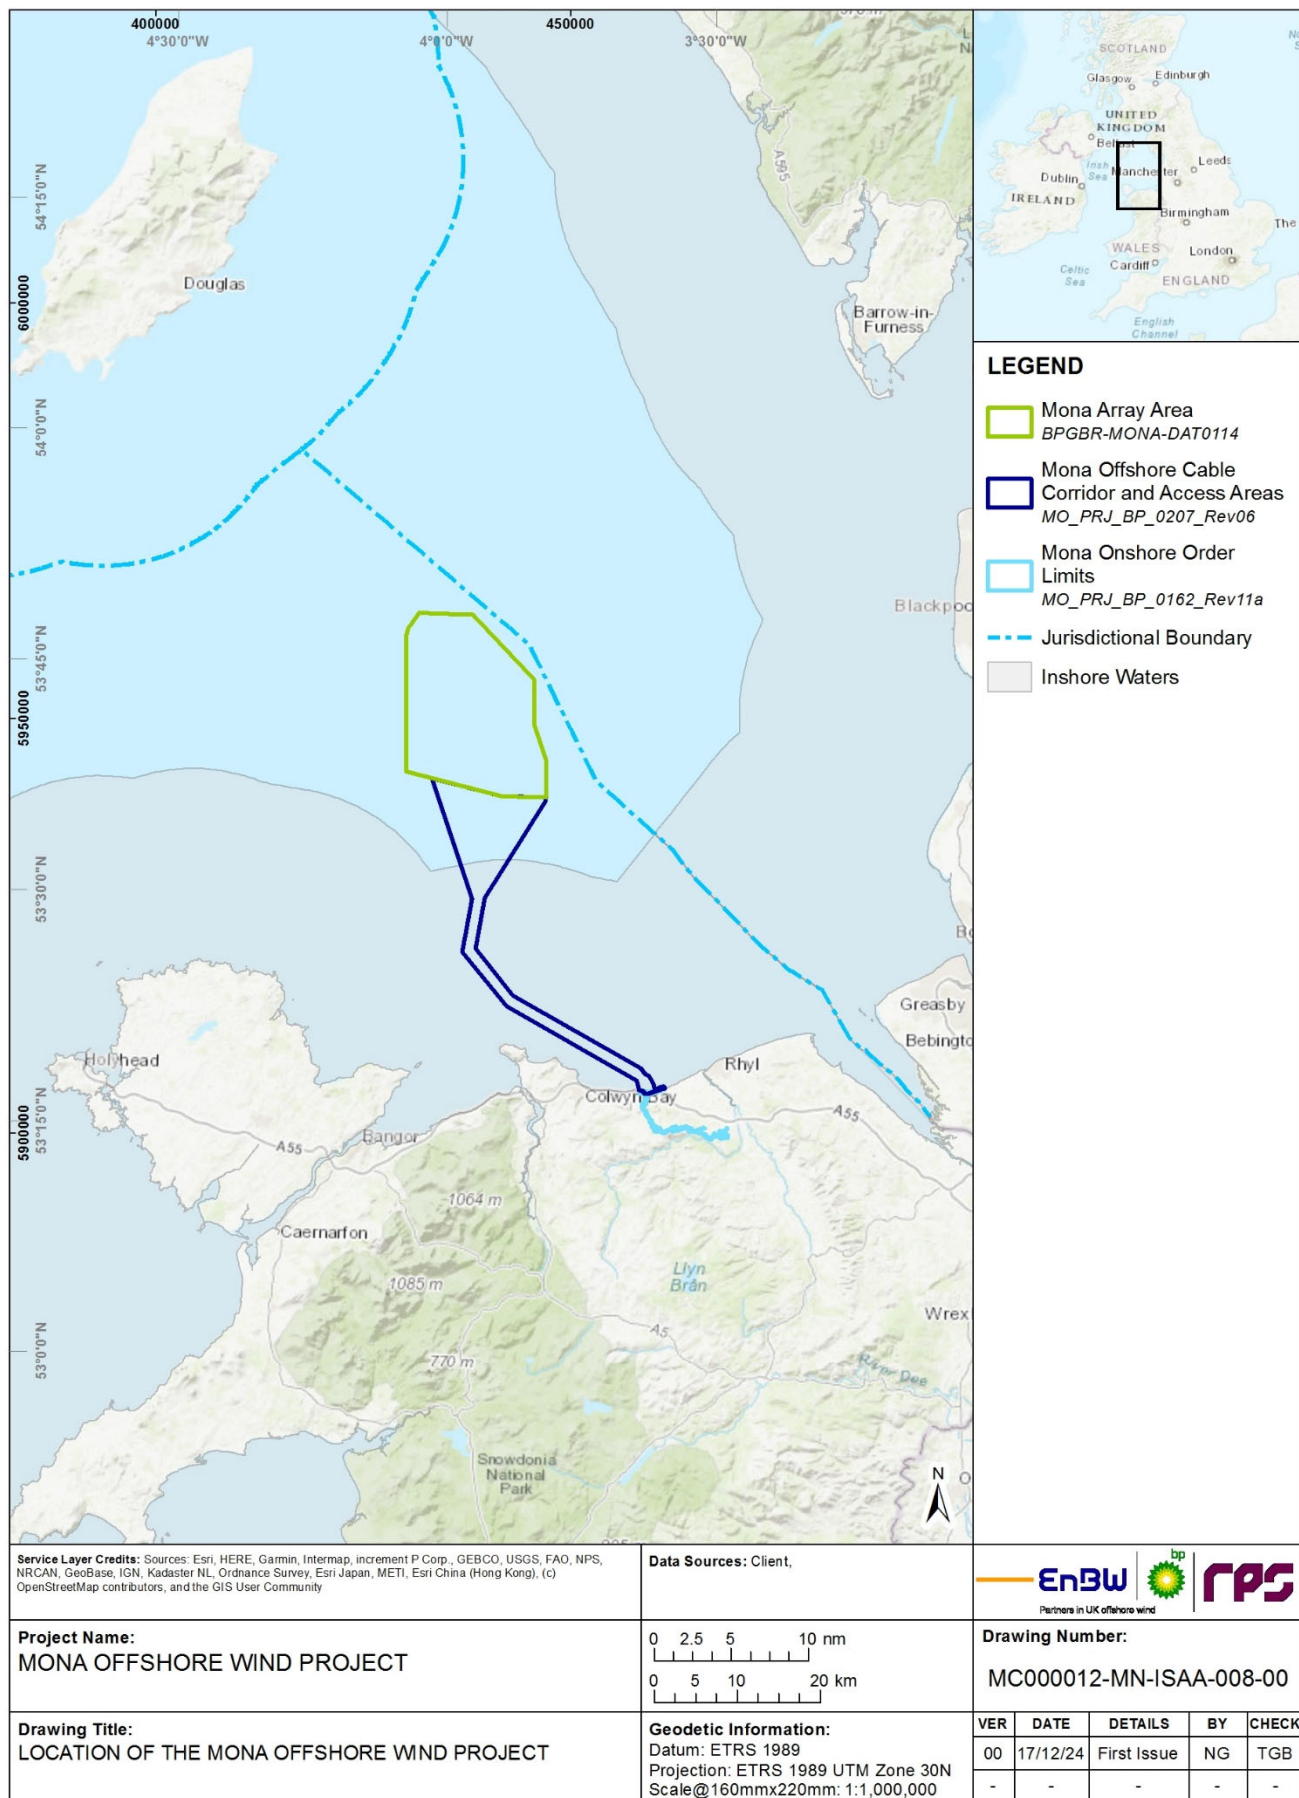 400000
450000
4°30'0"W
4°0'0"W
3°30'0"W
54°15'0"N
6000000
54°0'0"N
53°45'0"N
5950000
53°30'0"N
53°15'0"N
5900000
53°0'0"N
A595
Douglas
Barrow-in-
Furness
Blackpoo
Greasby
Bebingto
Holyhead
Rhyl
Colwyn Bay
A55
Bangor
A55
1064 m
Caernarfon
1085 m
Llyn
Brân
Wrex
A5
770 m
River Dee
Snowdonia
National
Park
N
SCOTLAND
Glasgow
Edinburgh
UNITED
KINGDOM
Belfast
Irish
Sea
Leeds
Manchester
Dublin
IRELAND
Birmingham
The
WALES
London
Cardiff
Celtic
Sea
ENGLAND
English
Channel
LEGEND
Mona Array Area
BPGBR-MONA-DAT0114
Mona Offshore Cable
Corridor and Access Areas
MO_PRJ_BP_0207_Rev06
Mona Onshore Order
Limits
MO_PRJ_BP_0162_Rev11a
Jurisdictional Boundary
Inshore Waters
Service Layer Credits: Sources: Esri, HERE, Garmin, Intermap, increment P Corp., GEBCO, USGS, FAO, NPS,
NRCAN, GeoBase, IGN, Kadaster NL, Ordnance Survey, Esri Japan, METI, Esri China (Hong Kong), (c)
OpenStreetMap contributors, and the GIS User Community
Data Sources: Client,
EnBW
bp
rps
Partners in UK offshore wind
Project Name:
MONA OFFSHORE WIND PROJECT
0 2.5 5 10 nm
0 5 10 20 km
Drawing Number:
MC000012-MN-ISAA-008-00
Drawing Title:
LOCATION OF THE MONA OFFSHORE WIND PROJECT
Geodetic Information:
Datum: ETRS 1989
Projection: ETRS 1989 UTM Zone 30N
Scale@160mmx220mm: 1:1,000,000
VER DATE DETAILS BY CHECK
00 17/12/24 First Issue NG TGB
- - - - -